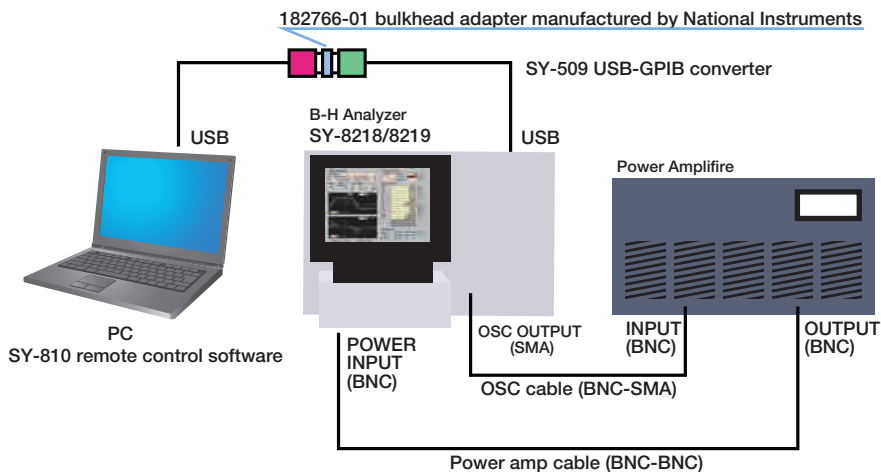 182766-01 bulkhead adapter manufactured by National Instruments
SY-509 USB-GPIB converter
B-H Analyzer
SY-8218/8219
USB
USB
Power Amplifire
PC
SY-810 remote control software
POWER
INPUT
(BNC)
OSC OUTPUT
(SMA)
INPUT
(BNC)
OUTPUT
(BNC)
OSC cable (BNC-SMA)
Power amp cable (BNC-BNC)